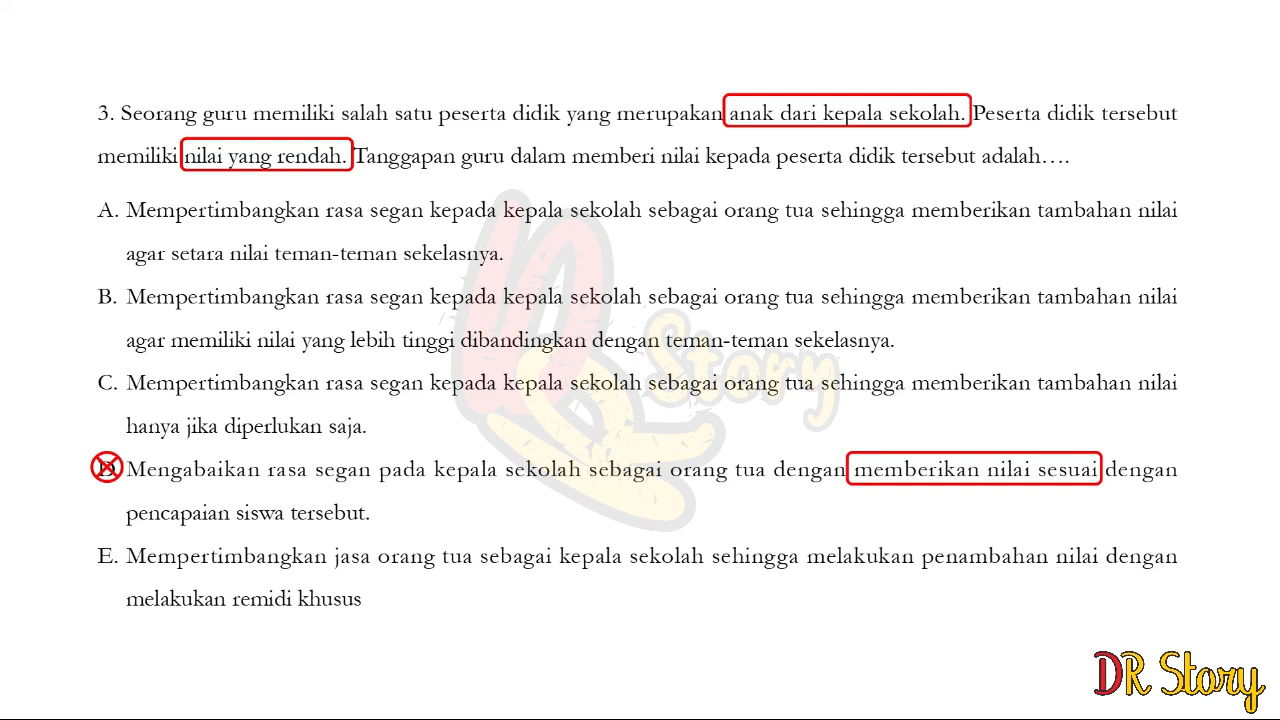 3. Seorang guru memiliki salah satu peserta didik yang merupakan anak dari kepala sekolah. Peserta didik tersebut
memiliki nilai yang rendah. Tanggapan guru dalam memberi nilai kepada peserta didik tersebut adalah….
A. Mempertimbangkan rasa segan kepada kepala sekolah sebagai orang tua sehingga memberikan tambahan nilai
agar setara nilai teman-teman sekelasnya.
B. Mempertimbangkan rasa segan kepada kepala sekolah sebagai orang tua sehingga memberikan tambahan nilai
agar memiliki nilai yang lebih tinggi dibandingkan dengan teman-teman sekelasnya.
C. Mempertimbangkan rasa segan kepada kepala sekolah sebagai orang tua sehingga memberikan tambahan nilai
hanya jika diperlukan saja.
D. Mengabaikan rasa segan pada kepala sekolah sebagai orang tua dengan memberikan nilai sesuai dengan
pencapaian siswa tersebut.
E. Mempertimbangkan jasa orang tua sebagai kepala sekolah sehingga melakukan penambahan nilai dengan
melakukan remidi khusus
DR Story
DR Story